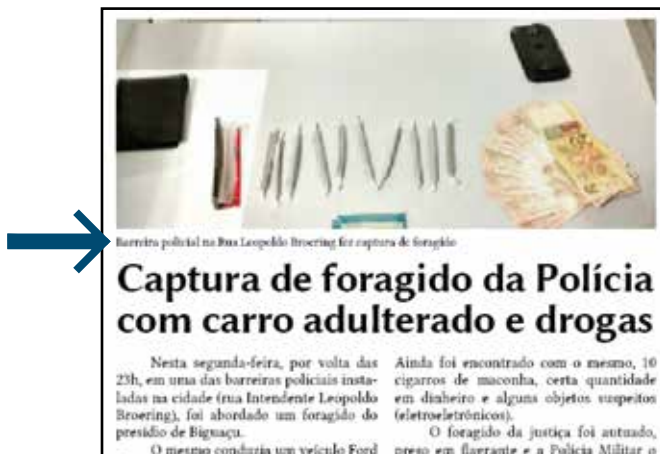 Barreira policial na Rua Leopoldo Broering fez captura de foragido
Captura de foragido da Polícia
com carro adulterado e drogas
Nesta segunda-feira, por volta das
23h, em uma das barreiras policiais insta-
ladas na cidade (rua Intendente Leopoldo
Broering), foi abordado um foragido do
presídio de Biguaçu.
O mesmo conduzia um veículo Ford
Ainda foi encontrado com o mesmo, 10
cigarros de maconha, certa quantidade
em dinheiro e alguns objetos suspeitos
(eletroeletrônicos).
O foragido da justiça foi autuado,
preso em flagrante e a Polícia Militar o